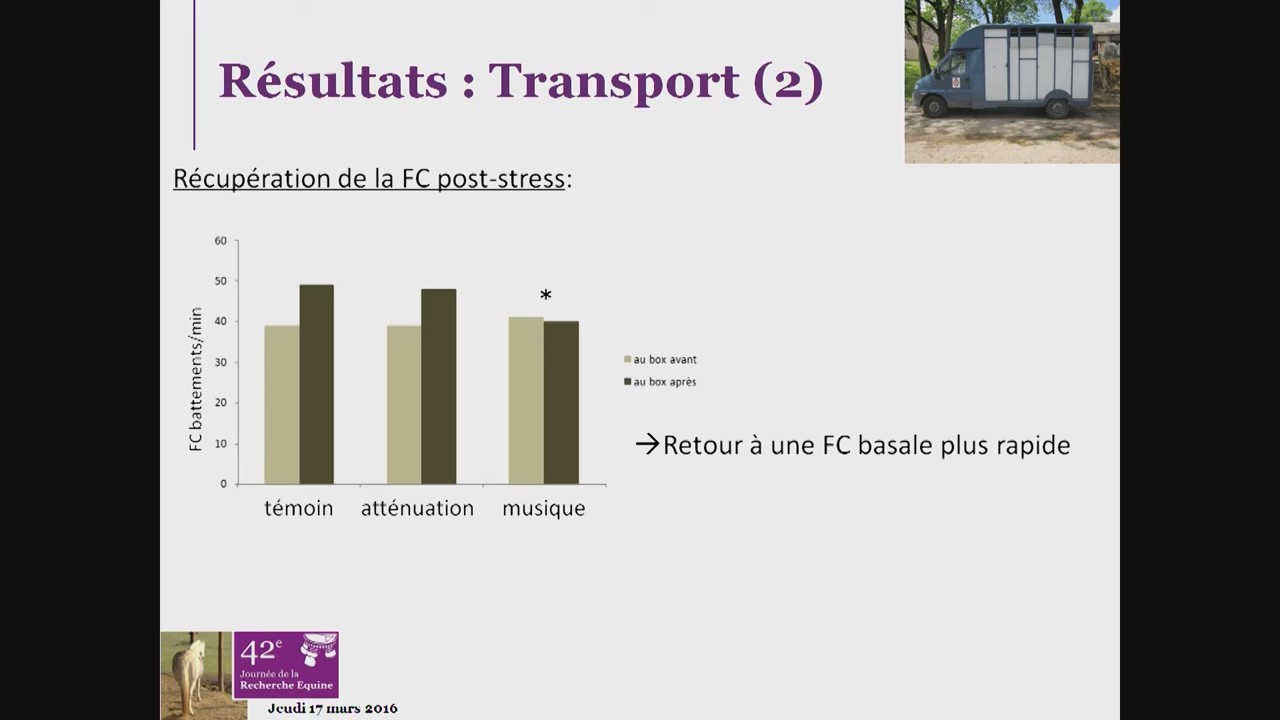 Résultats : Transport (2)
Récupération de la FC post-stress:
FC battements/min
60
50
40
30
20
10
0
*
témoin
atténuation
musique
au box avant
au box après
→Retour à une FC basale plus rapide
42e
Journée de la
Recherche Equine
Jeudi 17 mars 2016